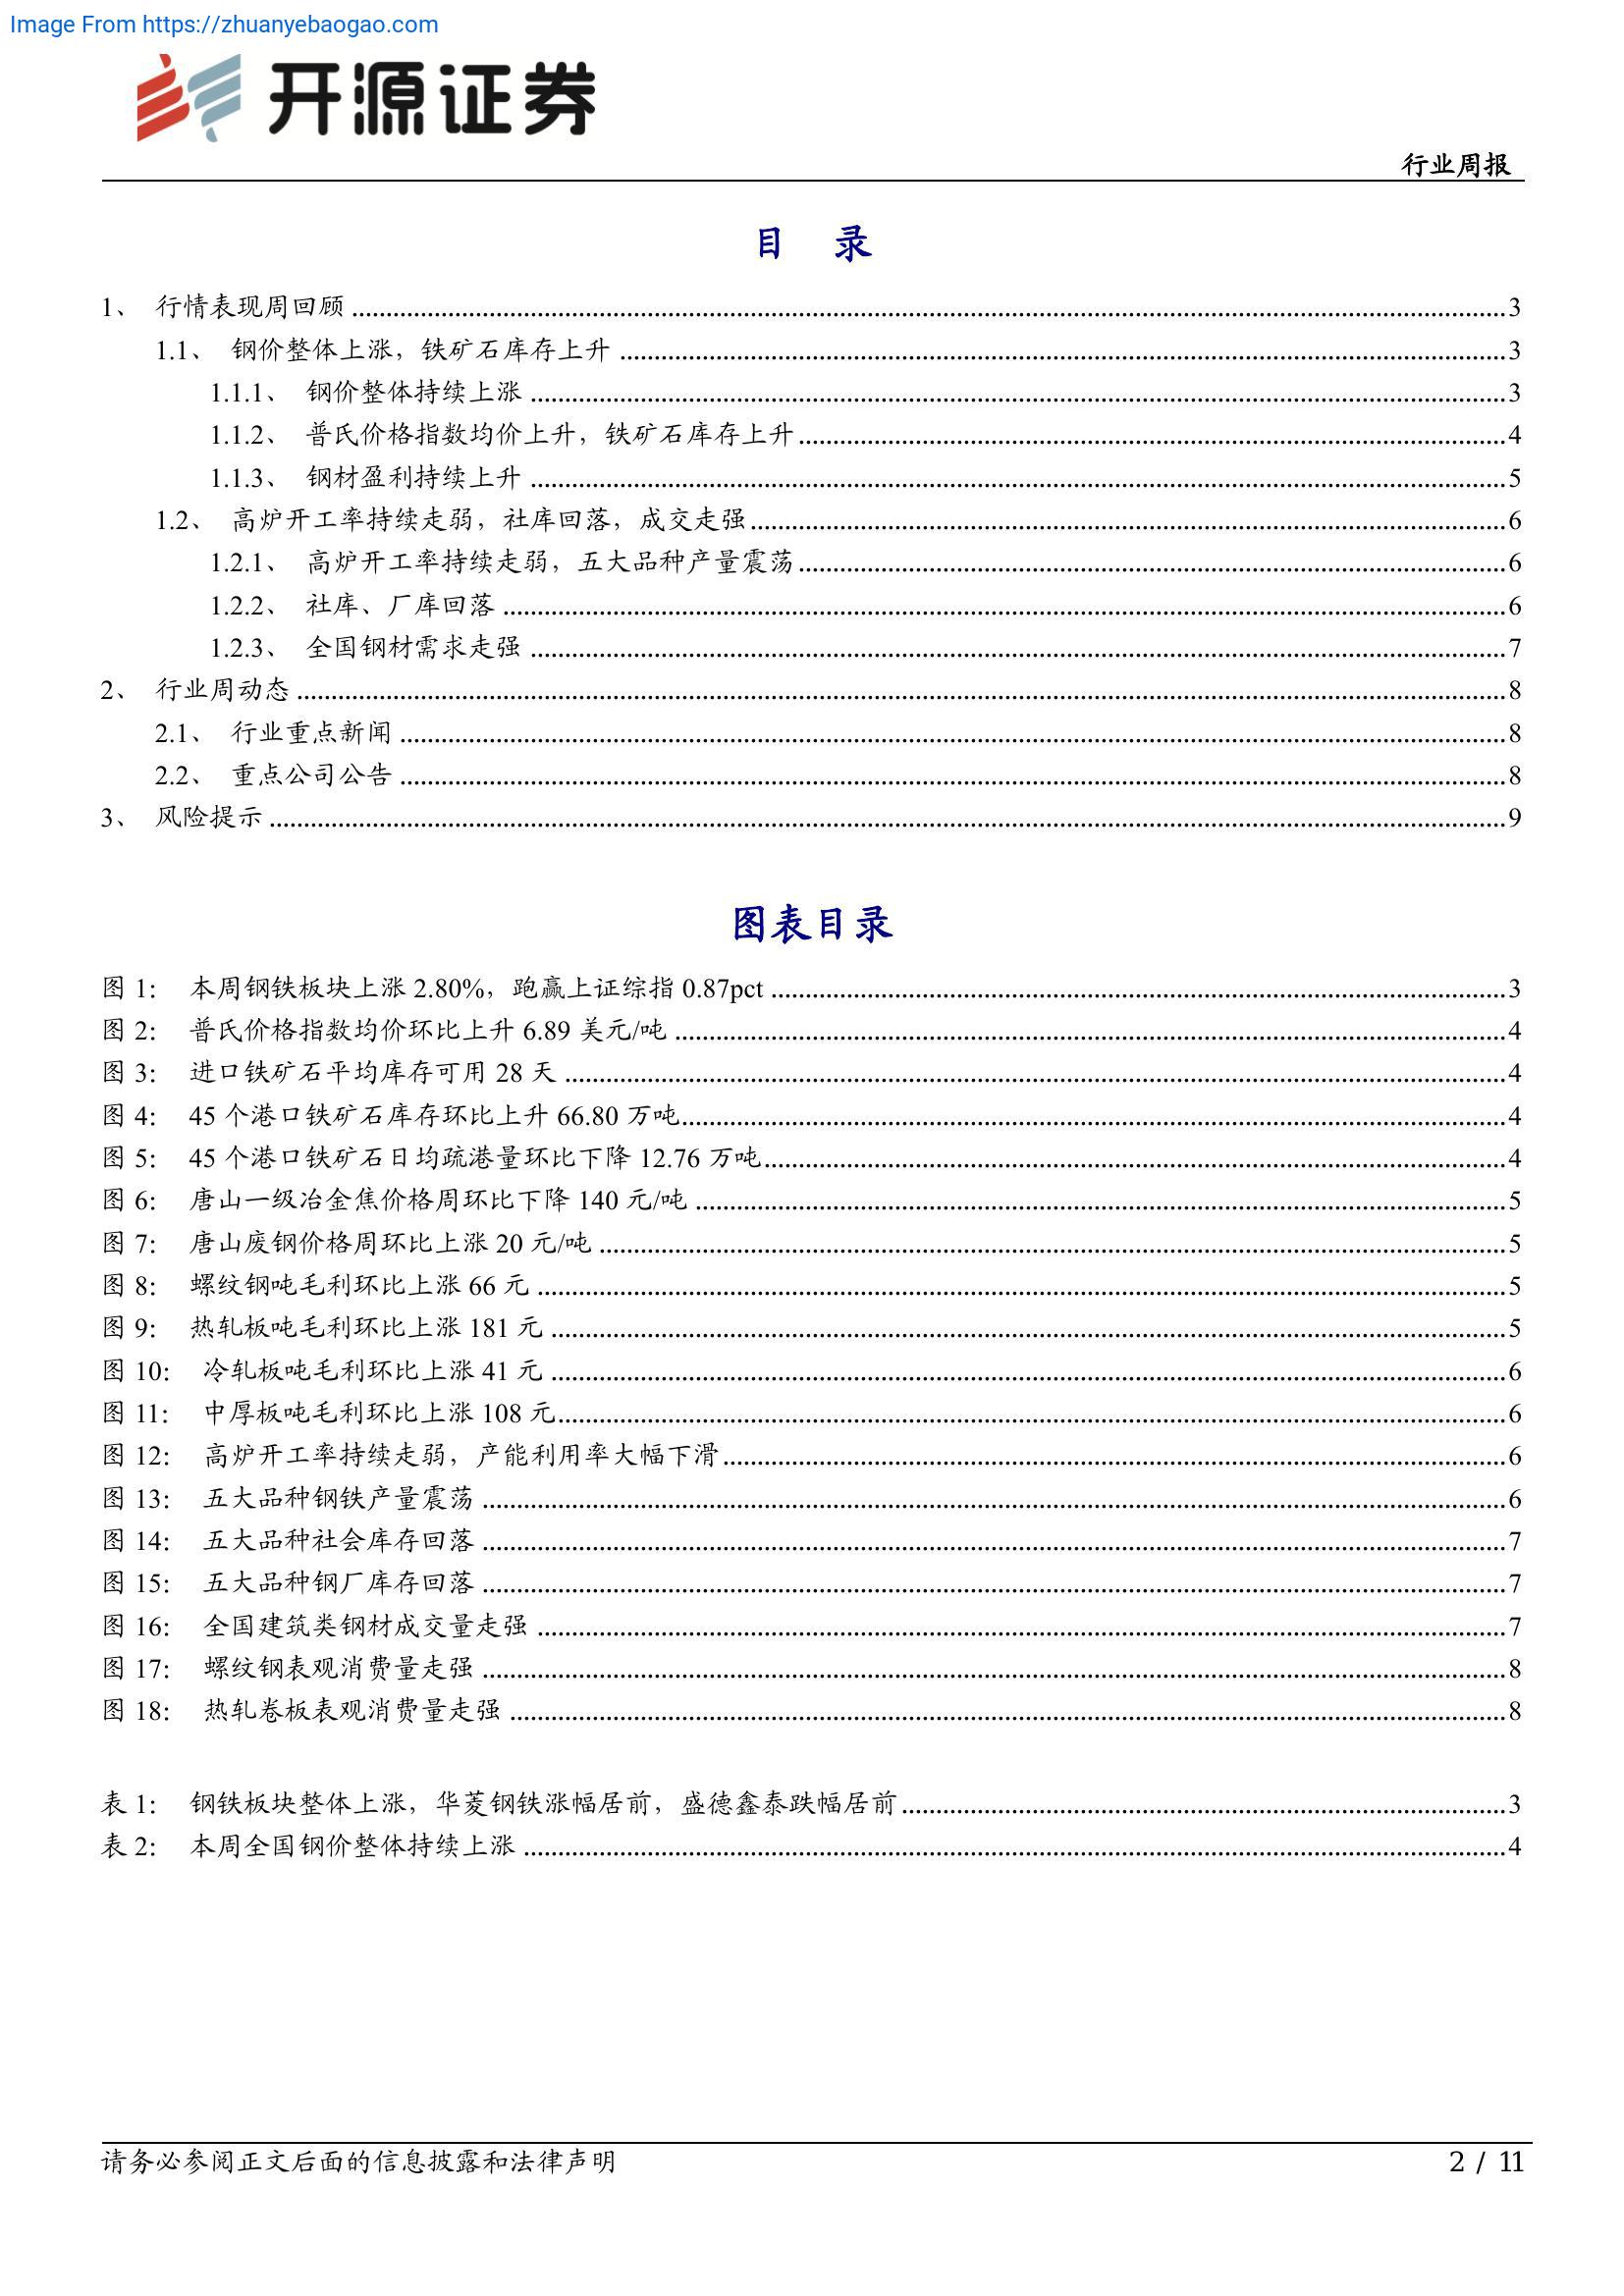 Image From https://zhuanyebaogao.com
开源证券
行业周报
目 录
1、 行情表现周回顾 3
1.1、 钢价整体上涨，铁矿石库存上升 3
1.1.1、 钢价整体持续上涨 3
1.1.2、 普氏价格指数均价上升，铁矿石库存上升 4
1.1.3、 钢材盈利持续上升 5
1.2、 高炉开工率持续走弱，社库回落，成交走强 6
1.2.1、 高炉开工率持续走弱，五大品种产量震荡 6
1.2.2、 社库、厂库回落 6
1.2.3、 全国钢材需求走强 7
2、 行业周动态 8
2.1、 行业重点新闻 8
2.2、 重点公司公告 8
3、 风险提示 9
图表目录
图 1： 本周钢铁板块上涨 2.80%，跑赢上证综指 0.87pct 3
图 2： 普氏价格指数均价环比上升 6.89 美元/吨 4
图 3： 进口铁矿石平均库存可用 28 天 4
图 4： 45 个港口铁矿石库存环比上升 66.80 万吨 4
图 5： 45 个港口铁矿石日均疏港量环比下降 12.76 万吨 4
图 6： 唐山一级冶金焦价格周环比下降 140 元/吨 5
图 7： 唐山废钢价格周环比上涨 20 元/吨 5
图 8： 螺纹钢吨毛利环比上涨 66 元 5
图 9： 热轧板吨毛利环比上涨 181 元 5
图 10： 冷轧板吨毛利环比上涨 41 元 6
图 11： 中厚板吨毛利环比上涨 108 元 6
图 12： 高炉开工率持续走弱，产能利用率大幅下滑 6
图 13： 五大品种钢铁产量震荡 6
图 14： 五大品种社会库存回落 7
图 15： 五大品种钢厂库存回落 7
图 16： 全国建筑类钢材成交量走强 7
图 17： 螺纹钢表观消费量走强 8
图 18： 热轧卷板表观消费量走强 8
表 1： 钢铁板块整体上涨，华菱钢铁涨幅居前，盛德鑫泰跌幅居前 3
表 2： 本周全国钢价整体持续上涨 4
请务必参阅正文后面的信息披露和法律声明 2 / 11